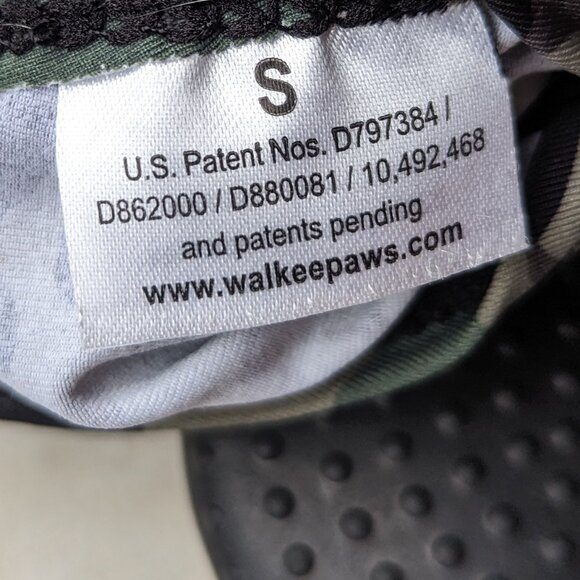 S
U.S. Patent Nos. D797384 /
D862000 / D880081 / 10,492,468
and patents pending
www.walkeepaws.com